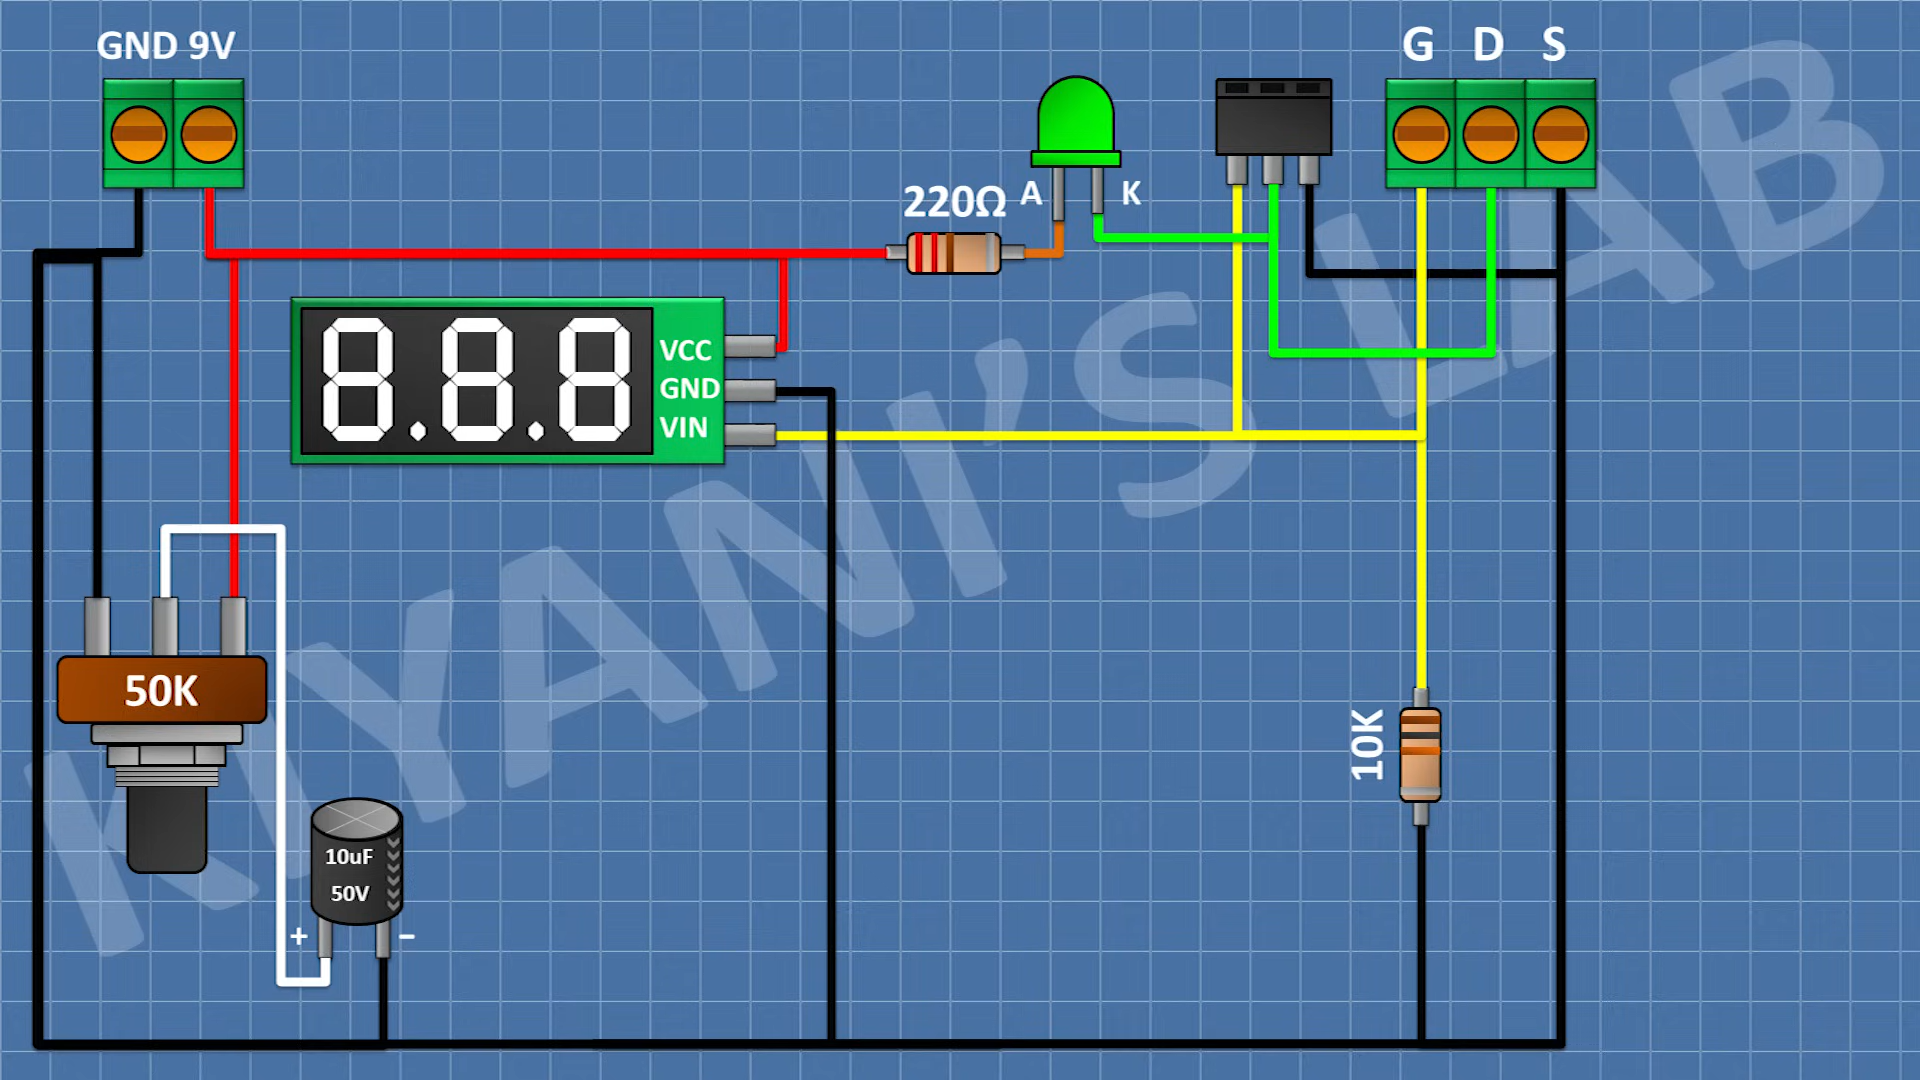 GND 9V
G D S
220Ω
A
K
8.8.8
VCC
GND
VIN
50K
10K
10uF
50V
+
−
KIYANI'S LAB